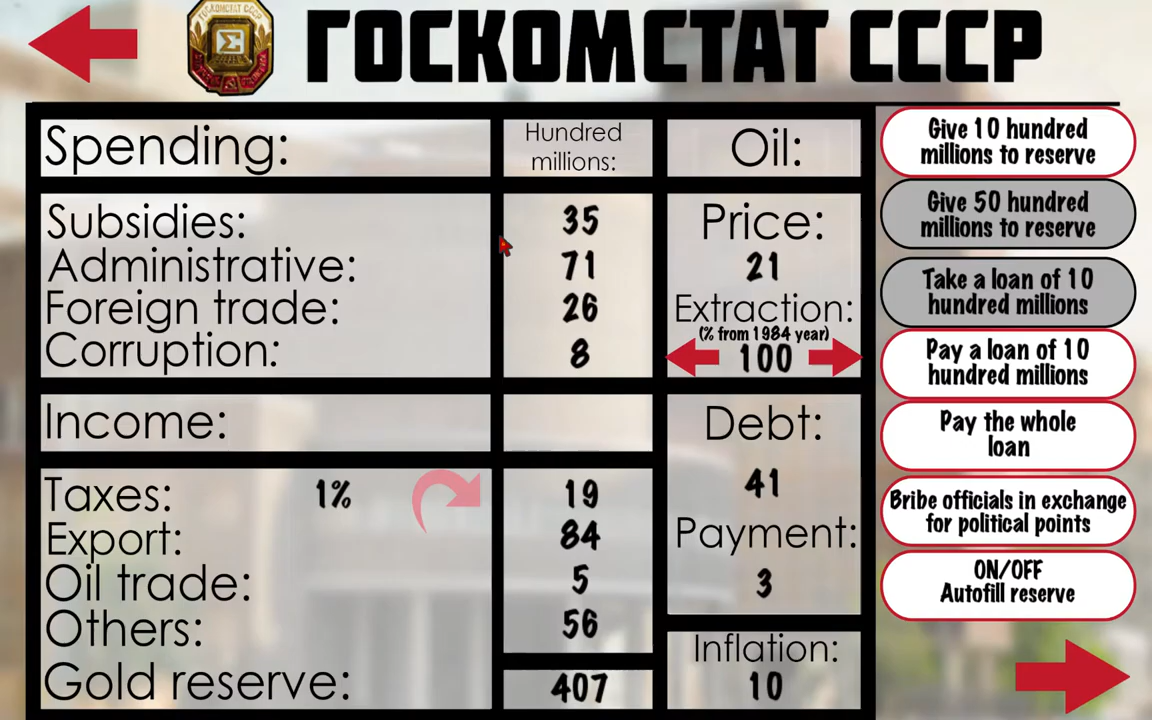 ГОСКОМСТАТ СССР
Spending:
Hundred
millions:
Oil:
Subsidies: 35
Administrative: 71
Foreign trade: 26
Corruption: 8
Price:
21
Extraction:
(% from 1984 year)
100
Income:
Debt:
41
Payment:
3
Taxes: 1% 19
Export: 84
Oil trade: 5
Others: 56
Gold reserve: 407
Inflation:
10
Give 10 hundred
millions to reserve
Give 50 hundred
millions to reserve
Take a loan of 10
hundred millions
Pay a loan of 10
hundred millions
Pay the whole
loan
Bribe officials in exchange
for political points
ON/OFF
Autofill reserve